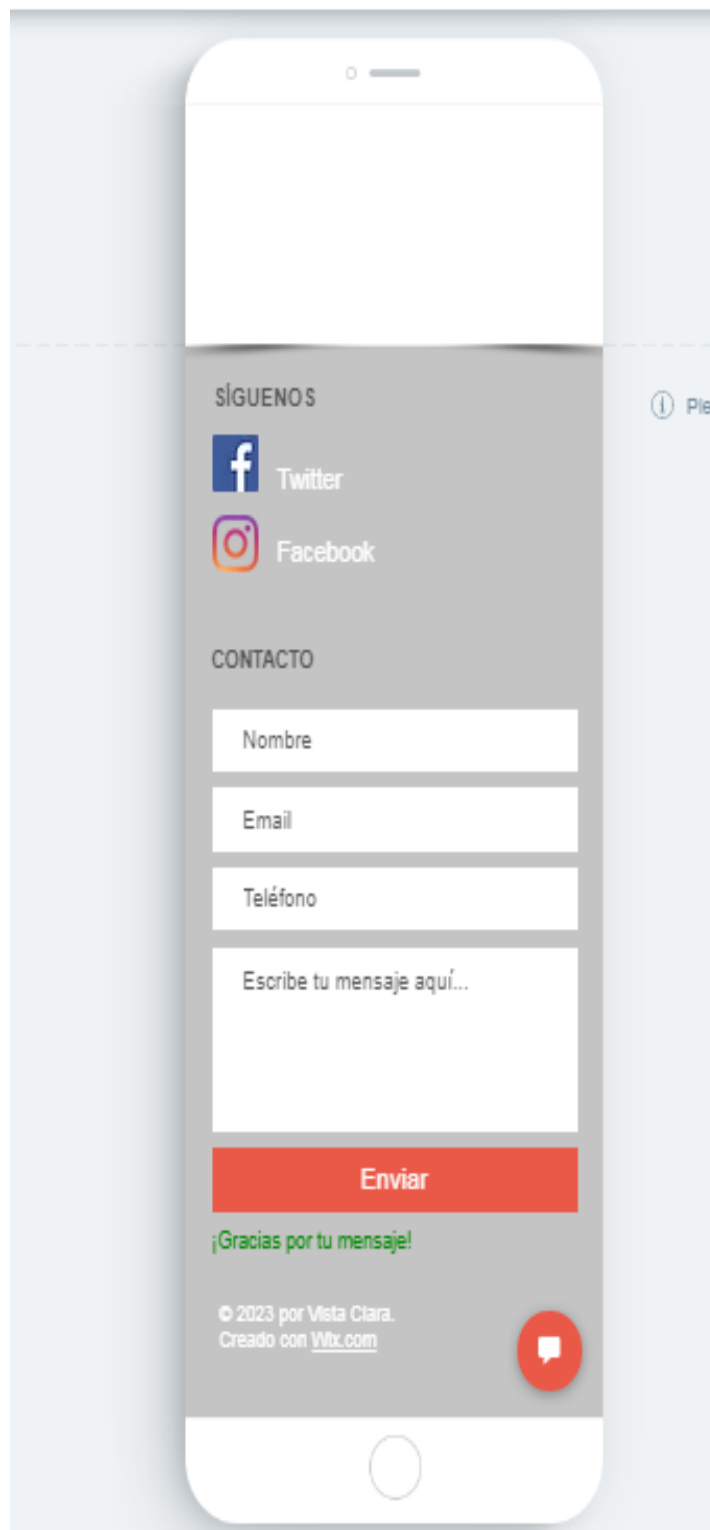 SÍGUENOS
Twitter
Facebook
CONTACTO
Nombre
Email
Teléfono
Escribe tu mensaje aquí...
Enviar
¡Gracias por tu mensaje!
© 2023 por Vista Clara.
Creado con Wix.com
Ple